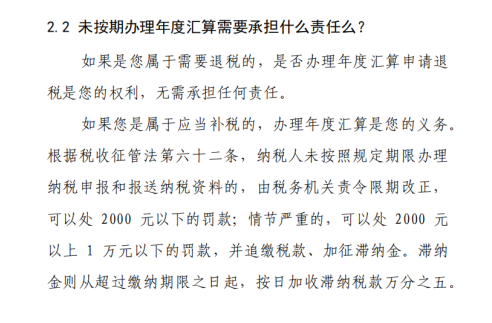 2.2 未按期办理年度汇算需要承担什么责任么？
如果是您属于需要退税的，是否办理年度汇算申请退
税是您的权利，无需承担任何责任。
如果您是属于应当补税的，办理年度汇算是您的义务。
根据税收征管法第六十二条，纳税人未按照规定期限办理
纳税申报和报送纳税资料的，由税务机关责令限期改正，
可以处 2000 元以下的罚款；情节严重的，可以处 2000 元
以上 1 万元以下的罚款，并追缴税款、加征滞纳金。滞纳
金则从超过缴纳期限之日起，按日加收滞纳税款万分之五。